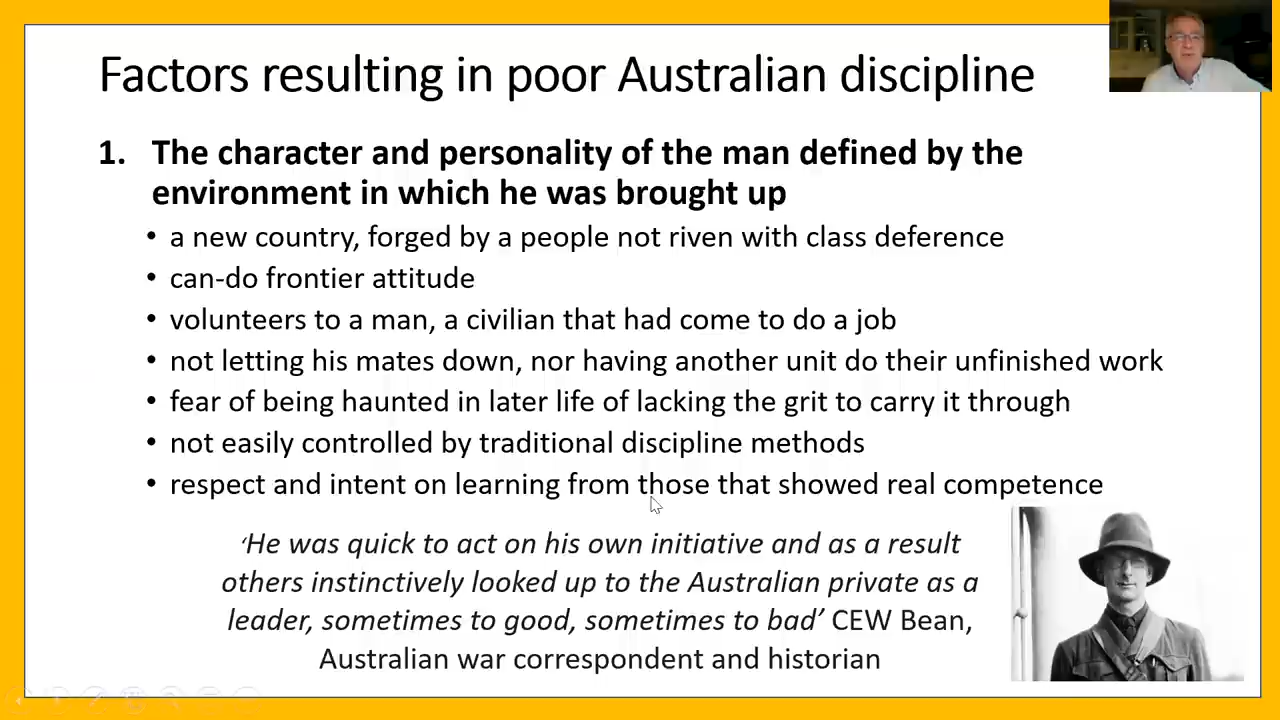 Factors resulting in poor Australian discipline
1. The character and personality of the man defined by the
environment in which he was brought up
• a new country, forged by a people not riven with class deference
• can-do frontier attitude
• volunteers to a man, a civilian that had come to do a job
• not letting his mates down, nor having another unit do their unfinished work
• fear of being haunted in later life of lacking the grit to carry it through
• not easily controlled by traditional discipline methods
• respect and intent on learning from those that showed real competence
‘He was quick to act on his own initiative and as a result
others instinctively looked up to the Australian private as a
leader, sometimes to good, sometimes to bad’ CEW Bean,
Australian war correspondent and historian